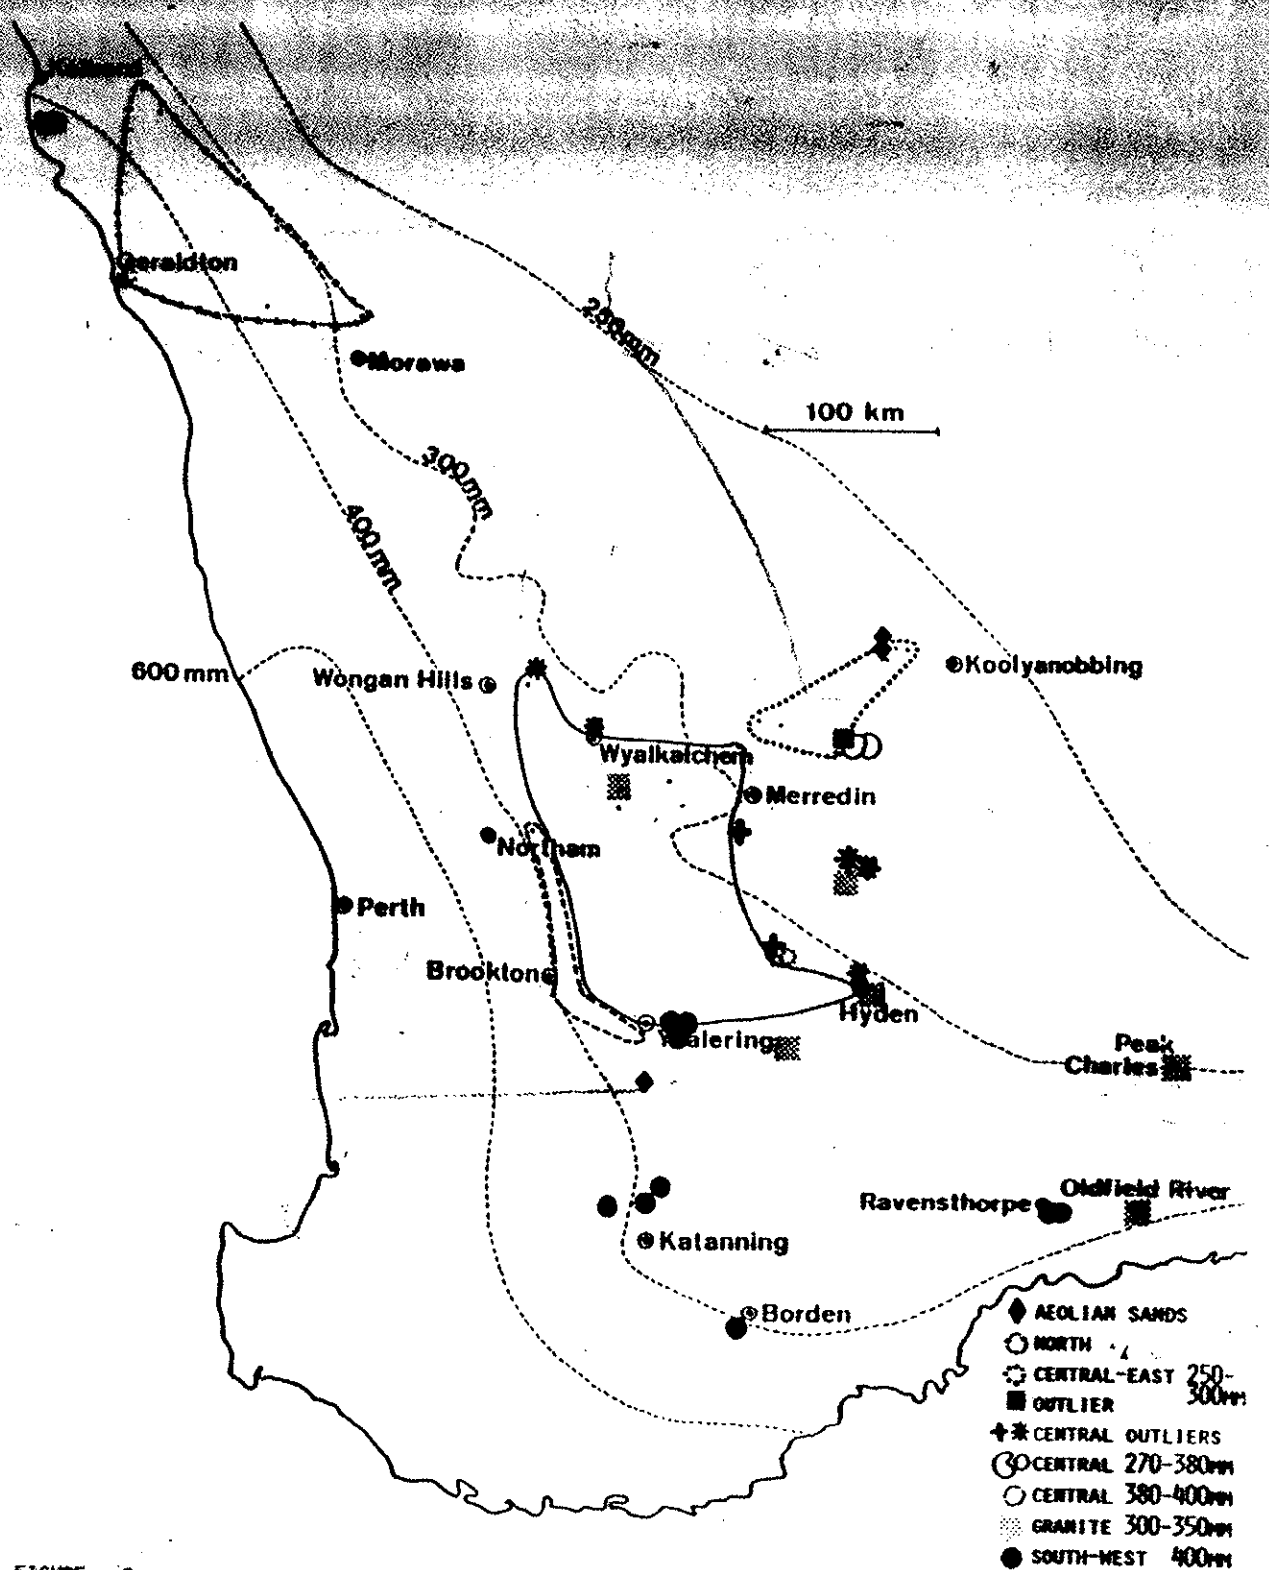 Geraldton
Morawa
250mm
100 km
300mm
400mm
600mm
Wongan Hills
Koolyanobbing
Wyalkatchem
Merredin
Northam
Perth
Brookton
Hyden
Peak
Charles
Oldfield River
Ravensthorpe
Katanning
Borden
AEOLIAN SANDS
NORTH
CENTRAL-EAST 250-
300MM
OUTLIER
CENTRAL OUTLIERS
CENTRAL 270-380MM
CENTRAL 380-400MM
GRANITE 300-350MM
SOUTH-WEST 400MM